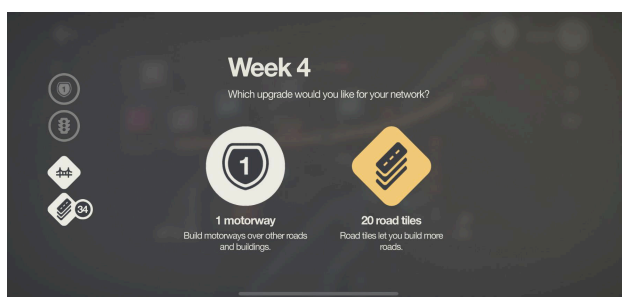 Week 4
Which upgrade would you like for your network?
1
34
1
1 motorway
Build motorways over other roads
and buildings.
20 road tiles
Road tiles let you build more
roads.